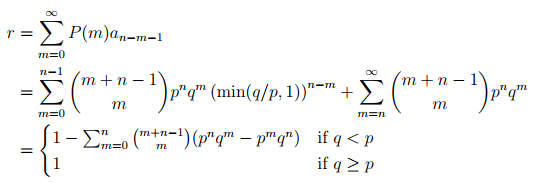 r = \sum_{m=0}^{\infty} P(m) a_{n-m-1}
= \sum_{m=0}^{n-1} \binom{m+n-1}{m} p^n q^m (\min(q/p, 1))^{n-m} + \sum_{m=n}^{\infty} \binom{m+n-1}{m} p^n q^m
= \begin{cases} 1 - \sum_{m=0}^{n} \binom{m+n-1}{m} (p^n q^m - p^m q^n) & \text{if } q < p \\ 1 & \text{if } q \geq p \end{cases}